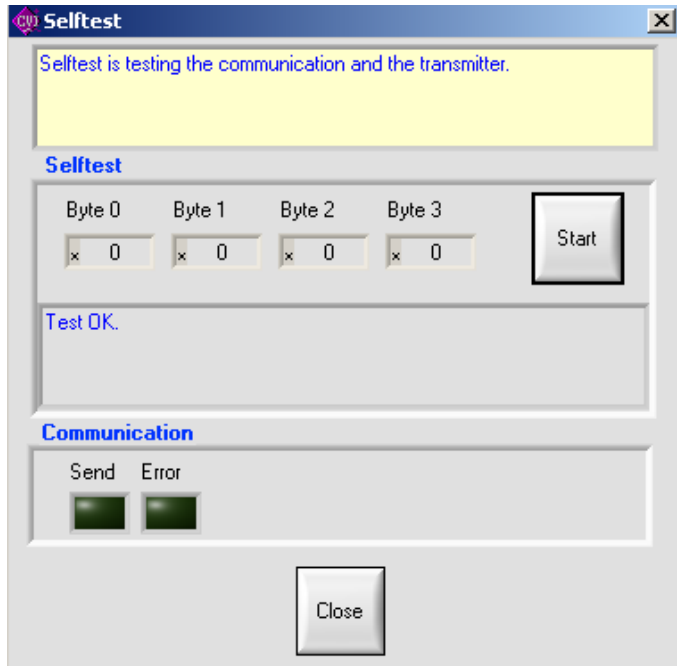 CVI Selftest
Selftest is testing the communication and the transmitter.
Selftest
Byte 0 Byte 1 Byte 2 Byte 3
x 0 x 0 x 0 x 0 Start
Test OK.
Communication
Send Error
Close